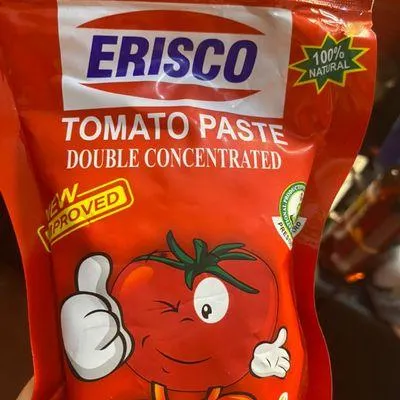 ERISCO
100%
NATURAL
TOMATO PASTE
DOUBLE CONCENTRATED
NEW
IMPROVED